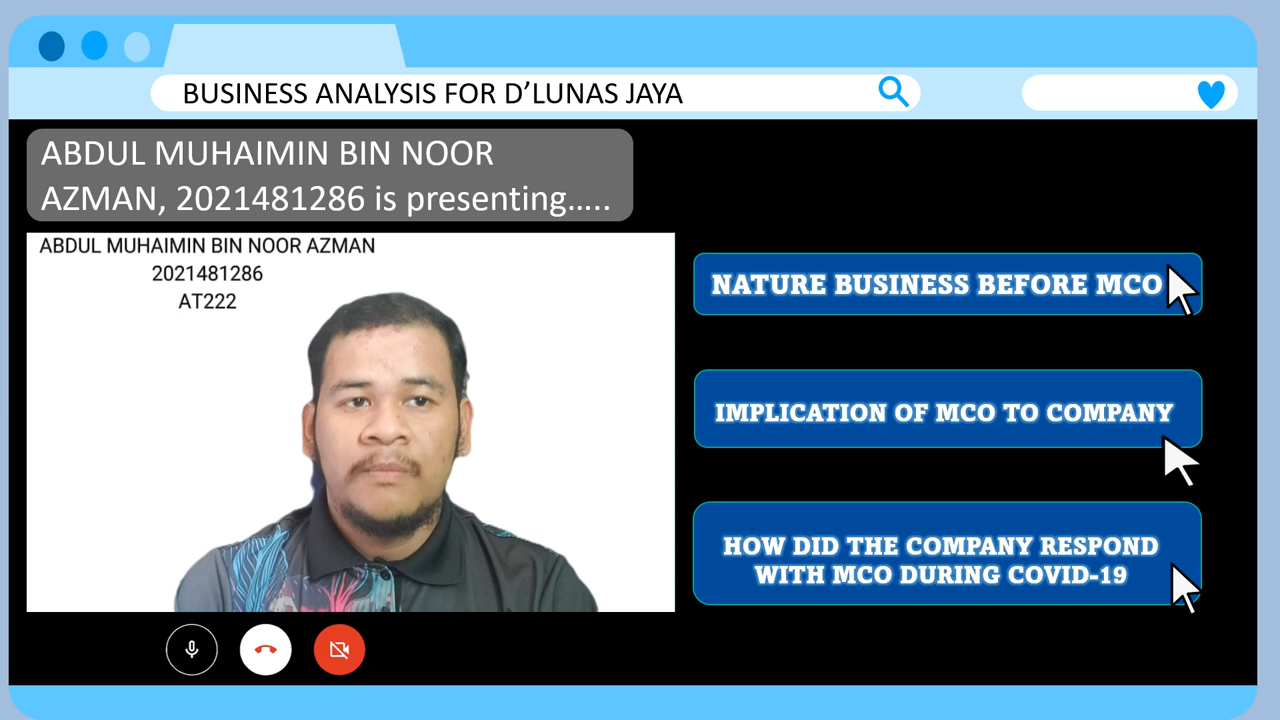 BUSINESS ANALYSIS FOR D’LUNAS JAYA
ABDUL MUHAIMIN BIN NOOR
AZMAN, 2021481286 is presenting…..
ABDUL MUHAIMIN BIN NOOR AZMAN
2021481286
AT222
NATURE BUSINESS BEFORE MCO
IMPLICATION OF MCO TO COMPANY
HOW DID THE COMPANY RESPOND
WITH MCO DURING COVID-19